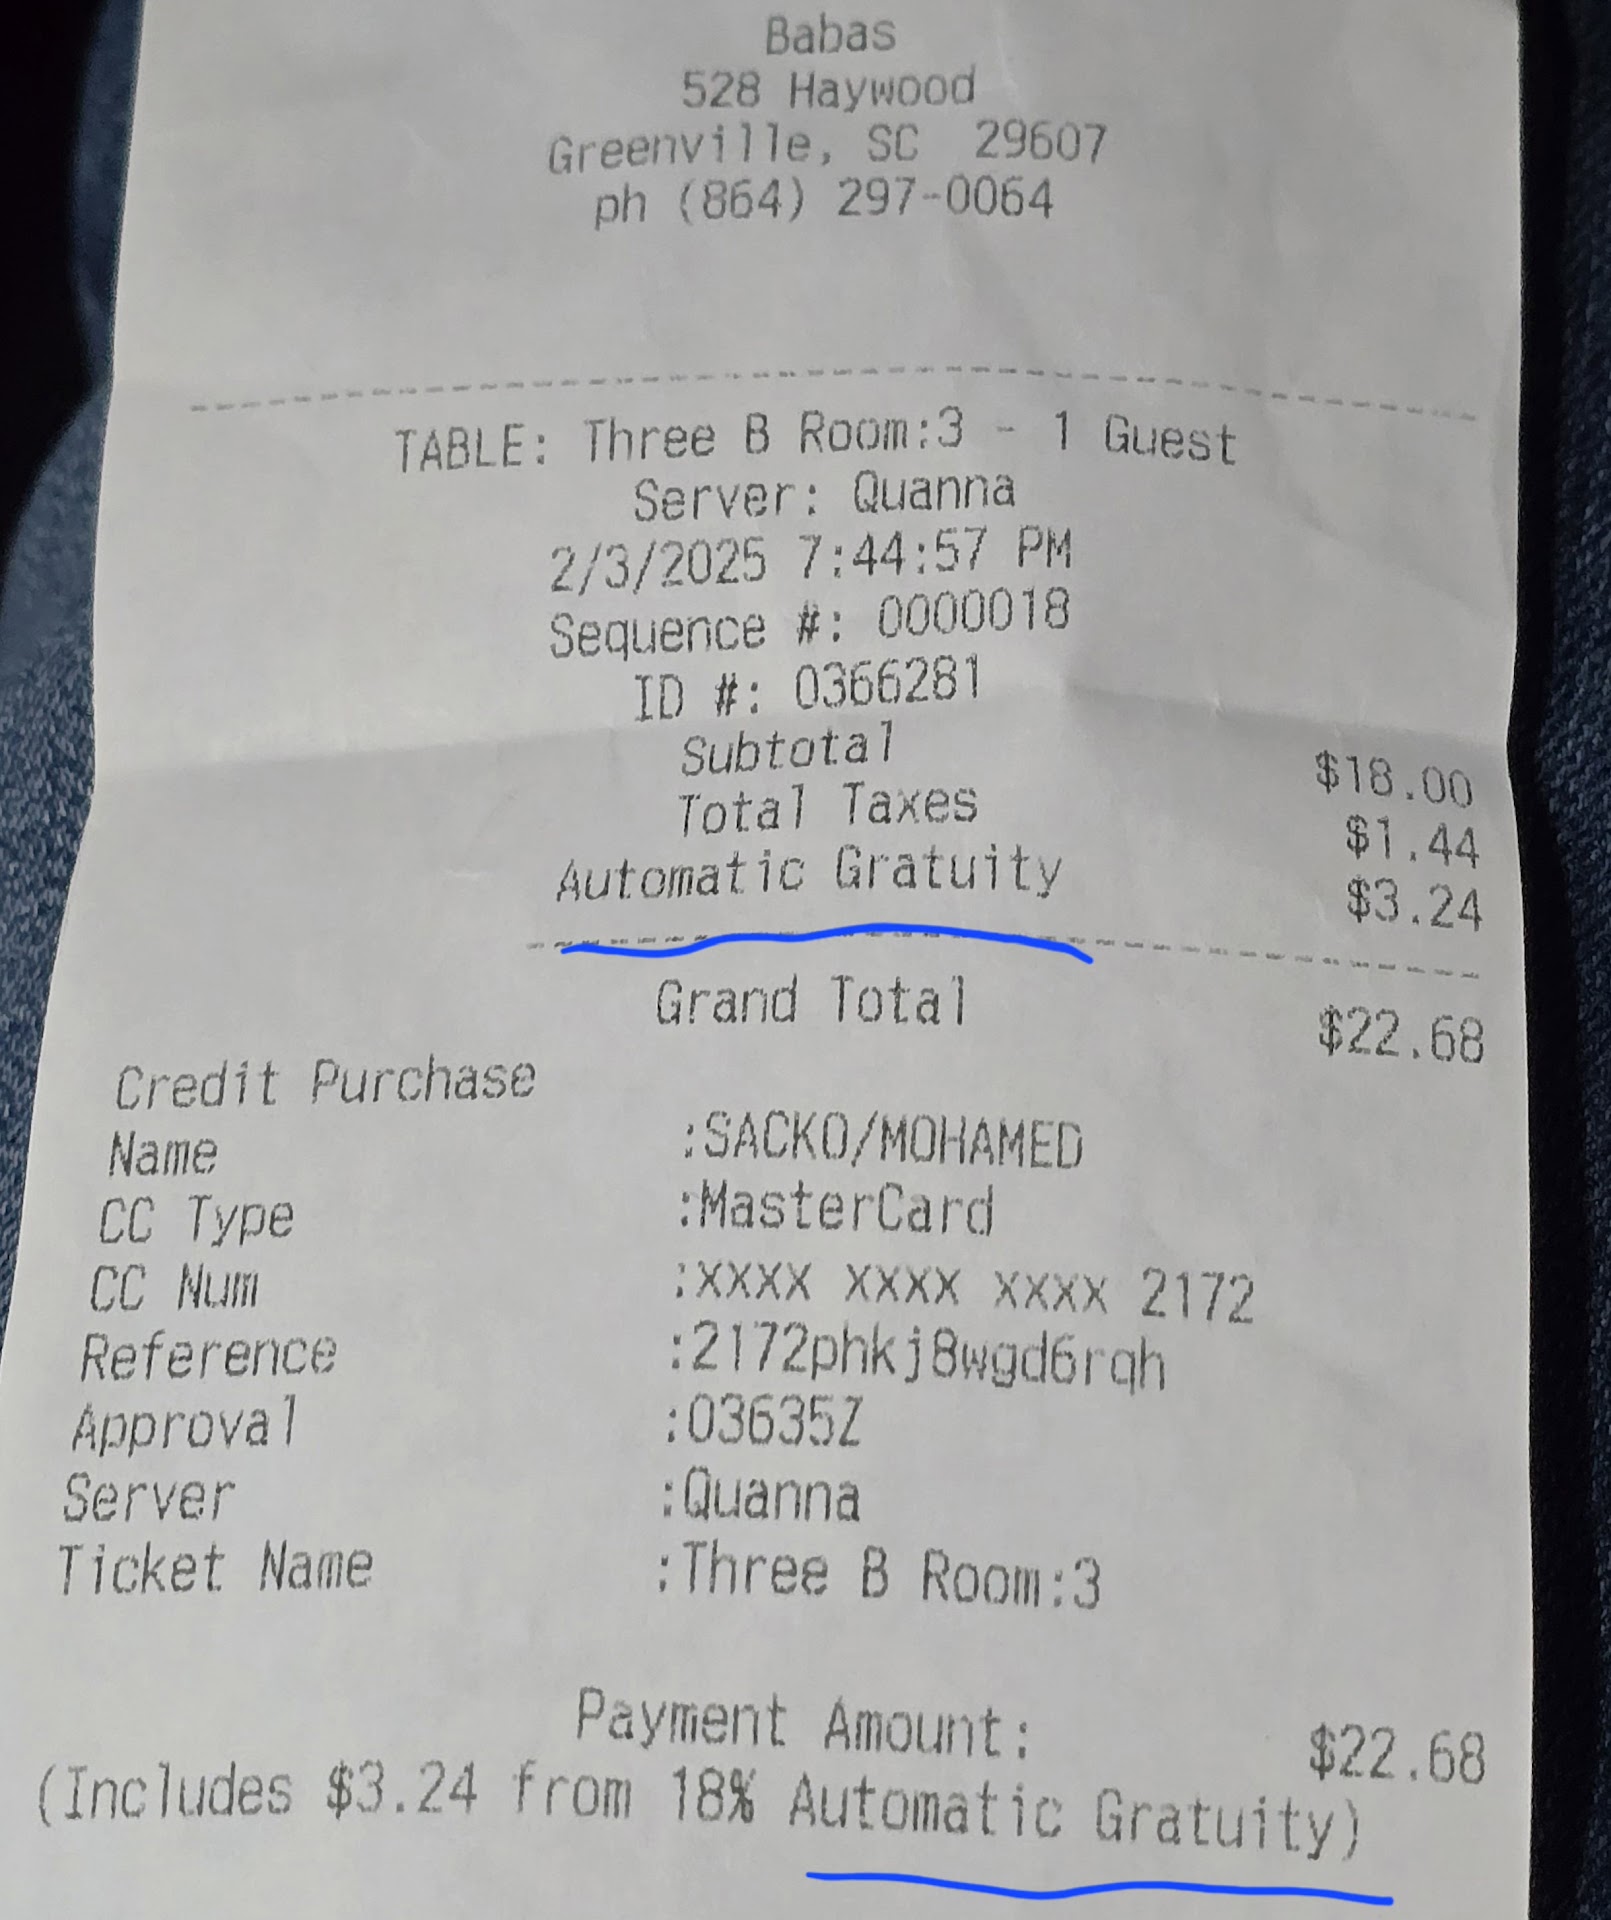 Babas
528 Haywood
Greenville, SC 29607
ph (864) 297-0064
TABLE: Three B Room:3 - 1 Guest
Server: Quanna
2/3/2025 7:44:57 PM
Sequence #: 0000018
ID #: 0366281
Subtotal $18.00
Total Taxes $1.44
Automatic Gratuity $3.24
Grand Total $22.68
Credit Purchase
Name :SACKO/MOHAMED
CC Type :MasterCard
CC Num :xxxx xxxx xxxx 2172
Reference :2172phkj8wgd6rqh
Approval :03635Z
Server :Quanna
Ticket Name :Three B Room:3
Payment Amount: $22.68
(Includes $3.24 from 18% Automatic Gratuity)